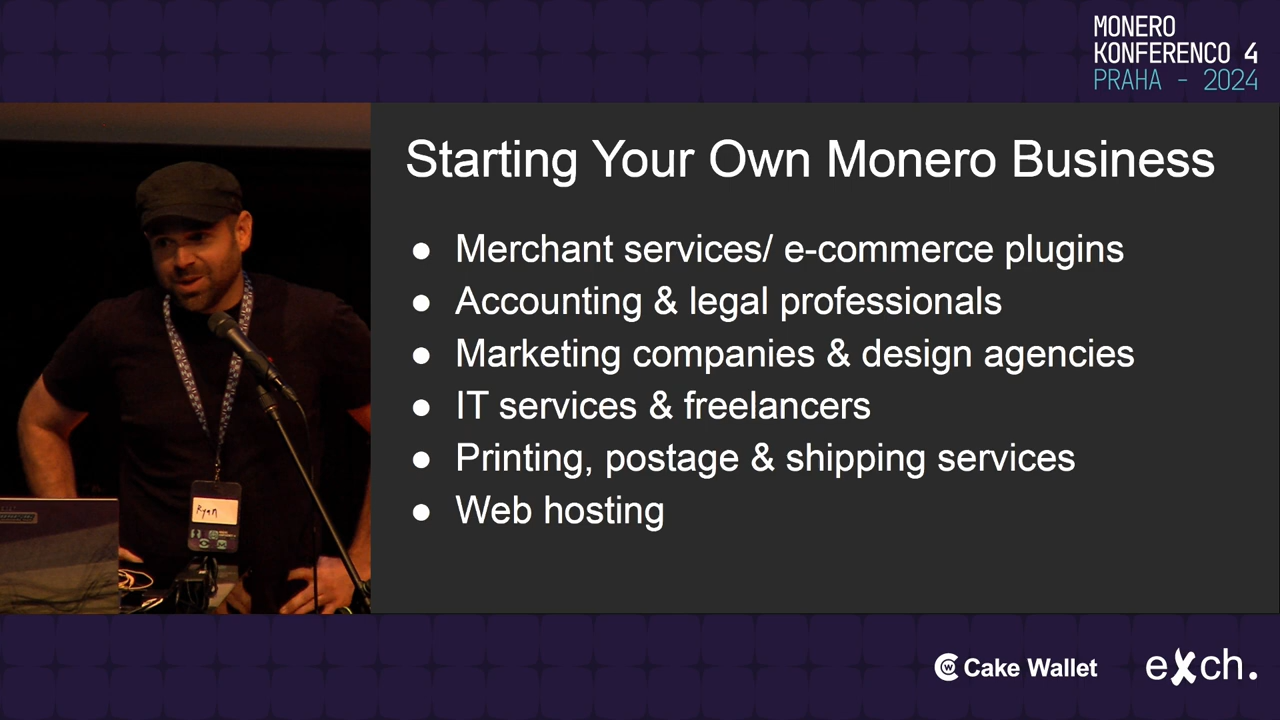 MONERO
KONFERENCO 4
PRAHA - 2024
Starting Your Own Monero Business
● Merchant services/ e-commerce plugins
● Accounting & legal professionals
● Marketing companies & design agencies
● IT services & freelancers
● Printing, postage & shipping services
● Web hosting
Ryan
Cake Wallet
exch.